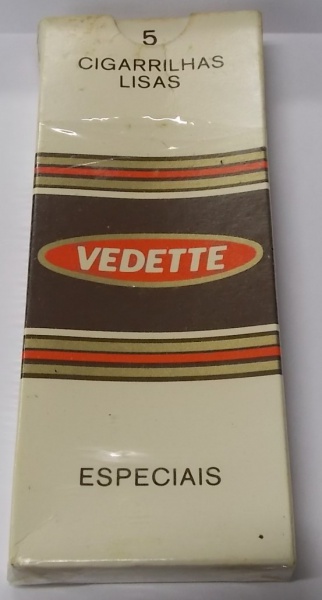 5
CIGARRILHAS
LISAS
VEDETTE
ESPECIAIS